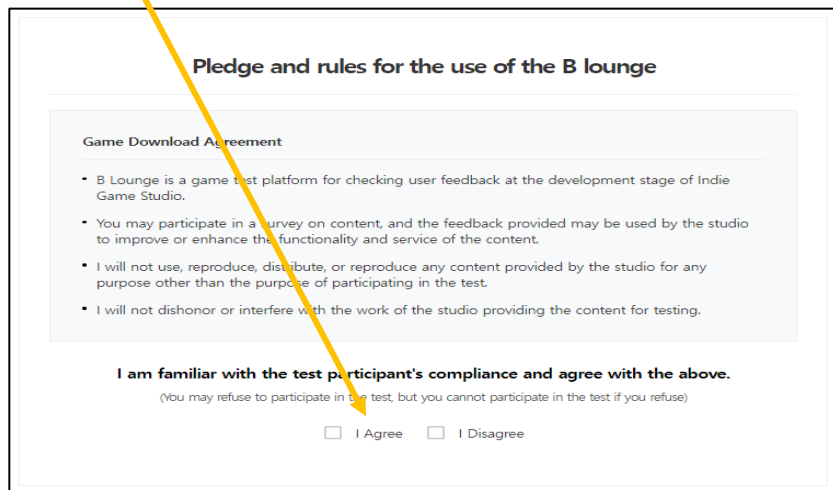 Pledge and rules for the use of the B lounge
Game Download Agreement
• B Lounge is a game test platform for checking user feedback at the development stage of Indie
Game Studio.
• You may participate in a survey on content, and the feedback provided may be used by the studio
to improve or enhance the functionality and service of the content.
• I will not use, reproduce, distribute, or reproduce any content provided by the studio for any
purpose other than the purpose of participating in the test.
• I will not dishonor or interfere with the work of the studio providing the content for testing.
I am familiar with the test participant's compliance and agree with the above.
(You may refuse to participate in the test, but you cannot participate in the test if you refuse)
I Agree I Disagree